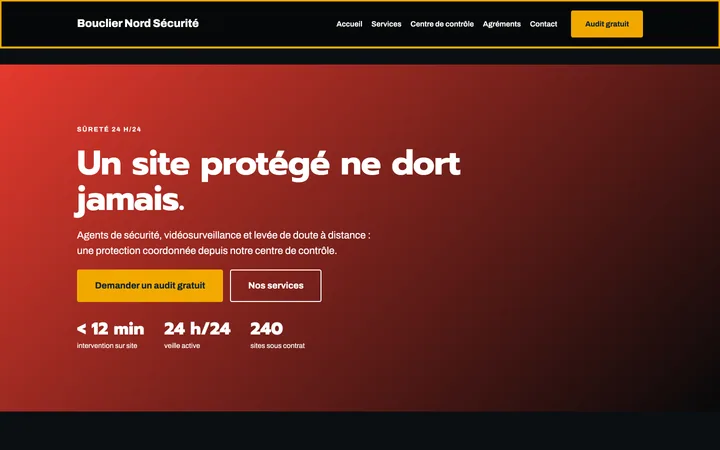 Bouclier Nord Sécurité
Accueil Services Centre de contrôle Agréments Contact Audit gratuit
SÛRETÉ 24 H/24
Un site protégé ne dort
jamais.
Agents de sécurité, vidéosurveillance et levée de doute à distance :
une protection coordonnée depuis notre centre de contrôle.
Demander un audit gratuit Nos services
< 12 min 24 h/24 240
intervention sur site veille active sites sous contrat